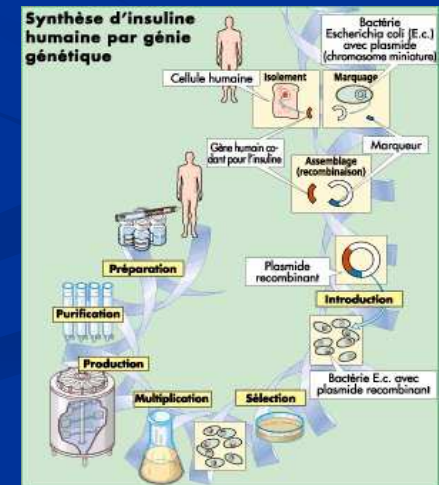 Synthèse d'insuline
humaine par génie
génétique
Bactérie
Escherichia coli (E.c.)
avec plasmide
(chromosome miniature)
Cellule humaine
Isolement
Marquage
Gène humain co-
dant pour l'insuline
Marqueur
Assemblage
(recombinaison)
Plasmide
recombinant
Introduction
Bactérie E.c. avec
plasmide recombinant
Sélection
Multiplication
Production
Purification
Préparation